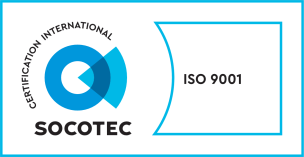 CERTIFICATION INTERNATIONAL
SOCOTEC
ISO 9001